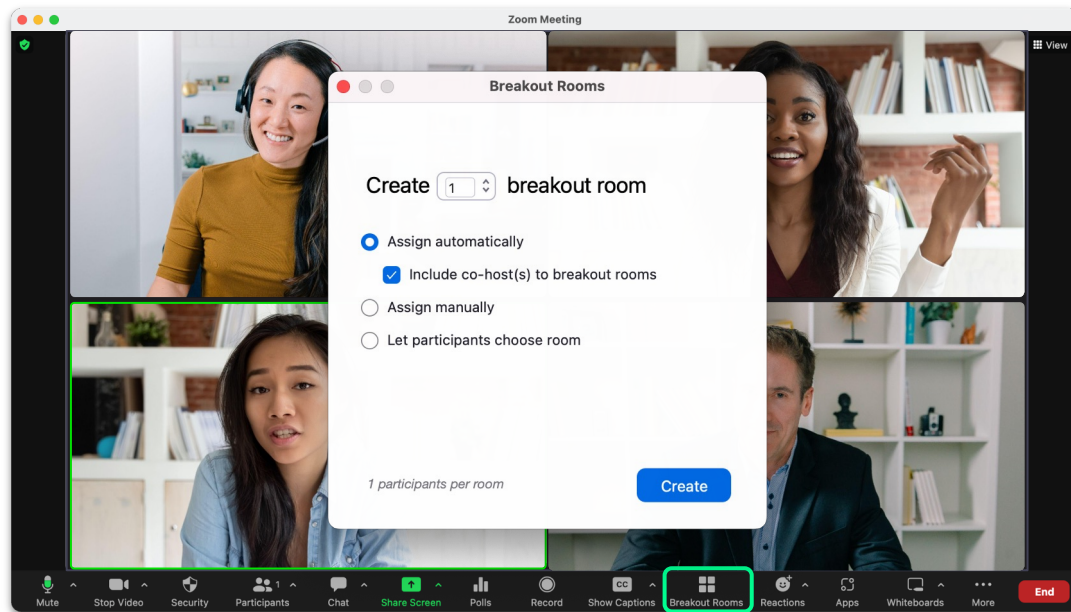 Zoom Meeting
View
Breakout Rooms
Create 1 breakout room
Assign automatically
Include co-host(s) to breakout rooms
Assign manually
Let participants choose room
1 participants per room
Create
1
CC
Mute Stop Video Security Participants Chat Share Screen Polls Record Show Captions Breakout Rooms Reactions Apps Whiteboards More End